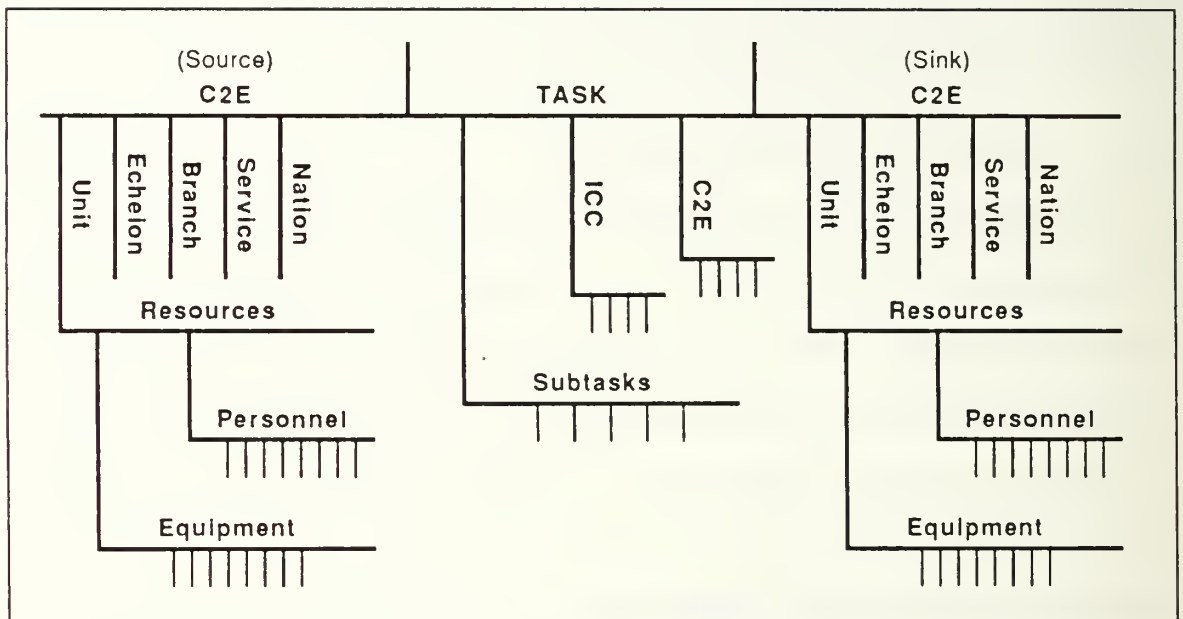 (Source)
C2E
TASK
(Sink)
C2E
Unit
Echelon
Branch
Service
Nation
ICC
C2E
Unit
Echelon
Branch
Service
Nation
Resources
Resources
Subtasks
Personnel
Personnel
Equipment
Equipment